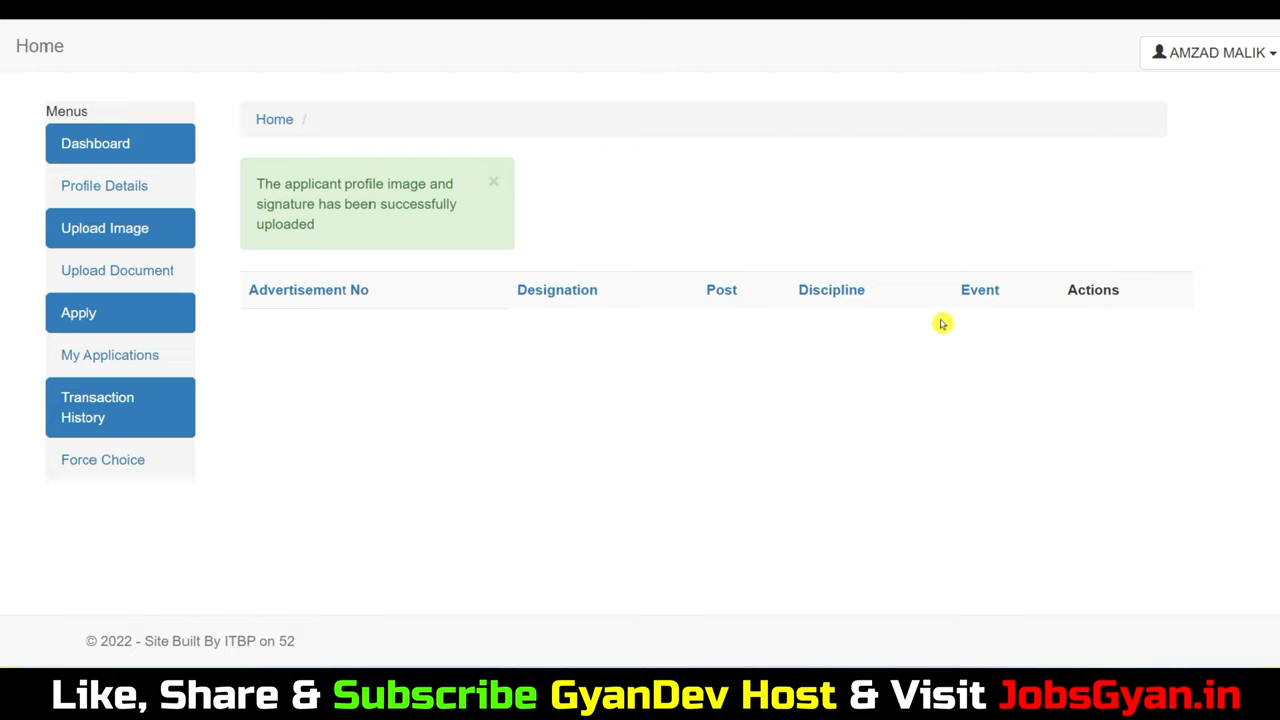 Home
AMZAD MALIK
Menus
Dashboard
Profile Details
Upload Image
Upload Document
Apply
My Applications
Transaction
History
Force Choice
Home /
The applicant profile image and
signature has been successfully
uploaded
×
Advertisement No Designation Post Discipline Event Actions
© 2022 - Site Built By ITBP on 52
Like, Share & Subscribe GyanDev Host & Visit JobsGyan.in